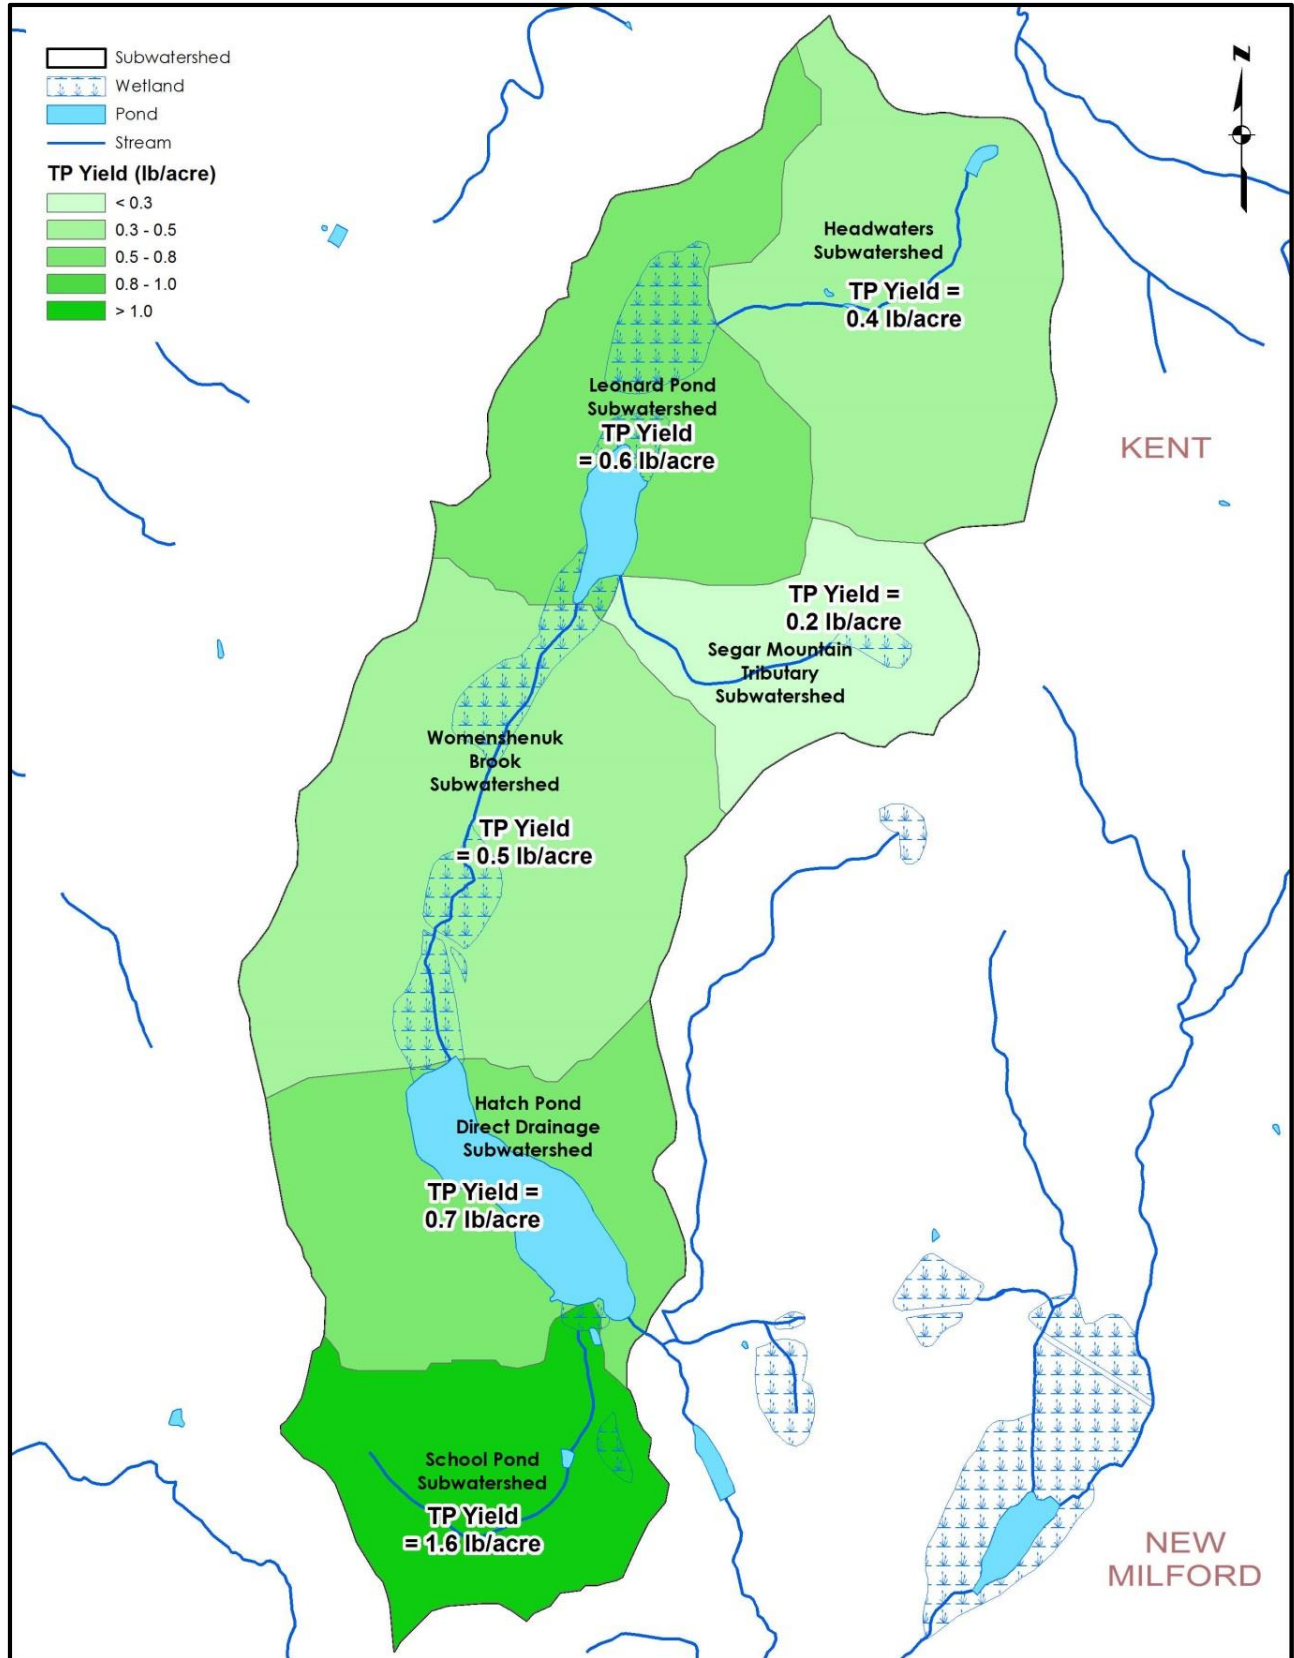 Subwatershed
Wetland
Pond
Stream
TP Yield (lb/acre)
< 0.3
0.3 - 0.5
0.5 - 0.8
0.8 - 1.0
> 1.0
N
Headwaters
Subwatershed
TP Yield =
0.4 lb/acre
Leonard Pond
Subwatershed
TP Yield
= 0.6 lb/acre
KENT
TP Yield =
0.2 lb/acre
Segar Mountain
Tributary
Subwatershed
Womenshenuk
Brook
Subwatershed
TP Yield
= 0.5 lb/acre
Hatch Pond
Direct Drainage
Subwatershed
TP Yield =
0.7 lb/acre
School Pond
Subwatershed
TP Yield
= 1.6 lb/acre
NEW
MILFORD